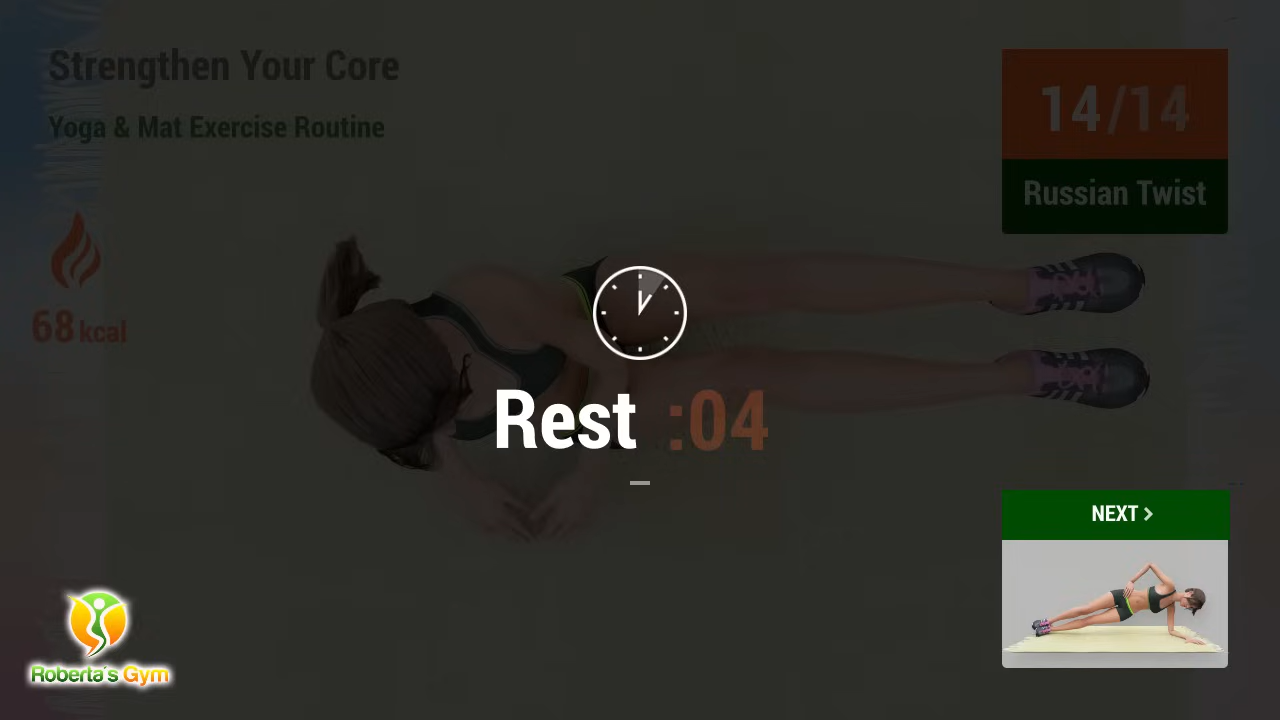 Strengthen Your Core
Yoga & Mat Exercise Routine
14/14
Russian Twist
68 kcal
Rest :04
NEXT >
Roberta's Gym